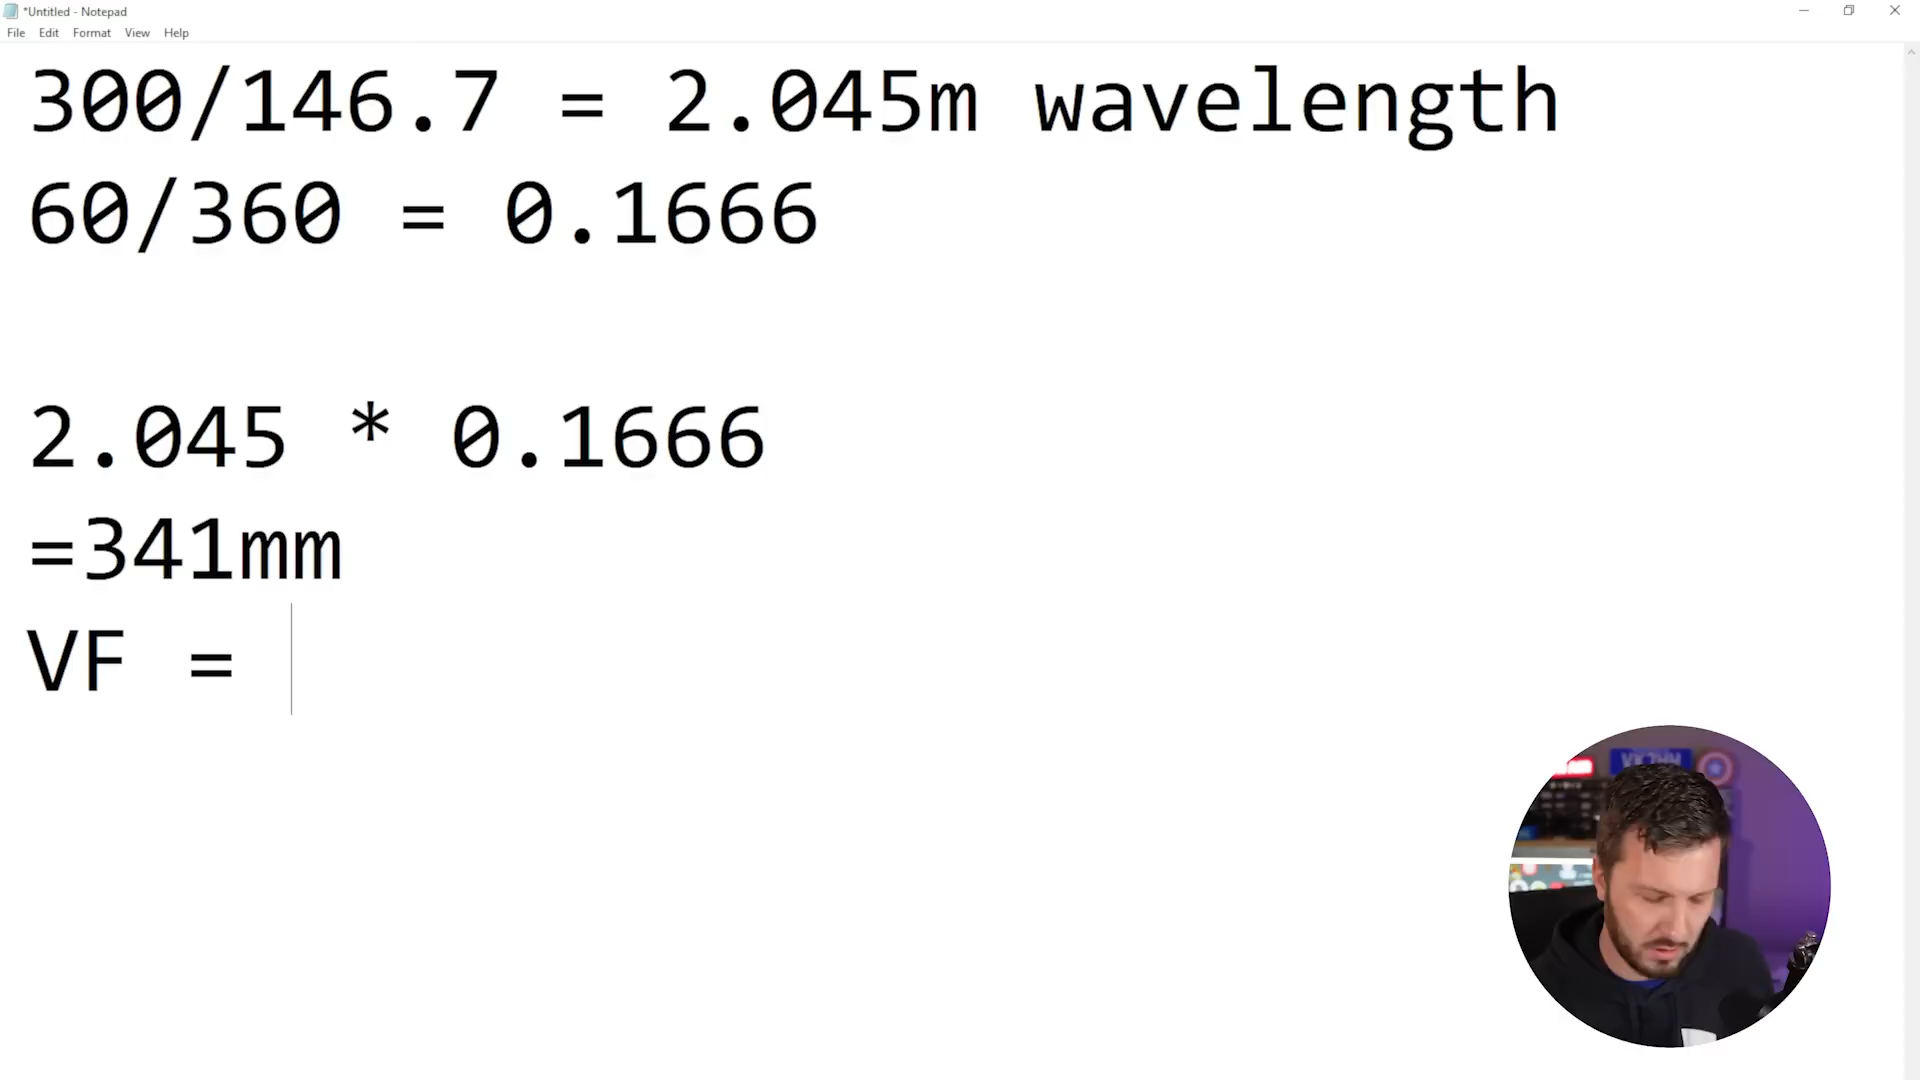 *Untitled - Notepad
File Edit Format View Help
300/146.7 = 2.045m wavelength
60/360 = 0.1666
2.045 * 0.1666
=341mm
VF =